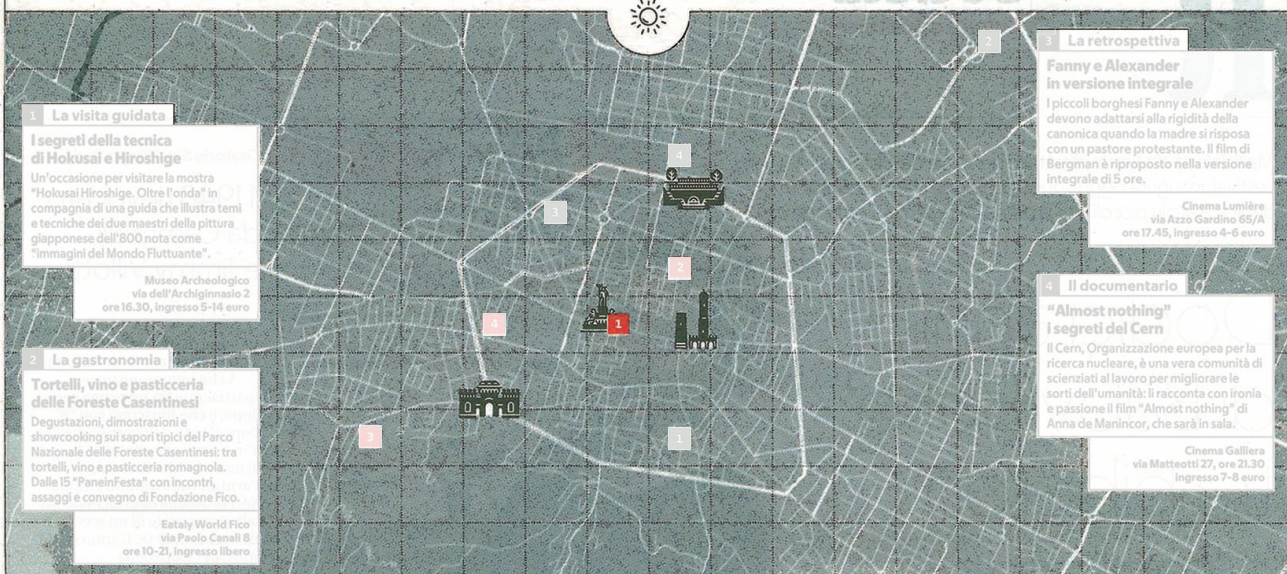 1 La visita guidata
I segreti della tecnica
di Hokusai e Hiroshige
Un'occasione per visitare la mostra
"Hokusai Hiroshige. Oltre l'onda" in
compagnia di una guida che illustra temi
e tecniche dei due maestri della pittura
giapponese dell'800 nota come
"immagini del Mondo Fluttuante".
Museo Archeologico
via dell'Archiginnasio 2
ore 16.30, ingresso 5-14 euro
2 La gastronomia
Tortelli, vino e pasticceria
delle Foreste Casentinesi
Degustazioni, dimostrazioni e
showcooking sui sapori tipici del Parco
Nazionale delle Foreste Casentinesi: tra
tortelli, vino e pasticceria romagnola.
Dalle 15 "PaneinFesta" con incontri,
assaggi e convegno di Fondazione Fico.
Eataly World Fico
via Paolo Canali 8
ore 10-21, ingresso libero
2
4
3
2
4
1
3
1
3 La retrospettiva
Fanny e Alexander
in versione integrale
I piccoli borghesi Fanny e Alexander
devono adattarsi alla rigidità della
canonica quando la madre si risposa
con un pastore protestante. Il film di
Bergman è riproposto nella versione
integrale di 5 ore.
Cinema Lumière
via Azzo Gardino 65/A
ore 17.45, ingresso 4-6 euro
4 Il documentario
"Almost nothing"
i segreti del Cern
Il Cern, Organizzazione europea per la
ricerca nucleare, è una vera comunità di
scienziati al lavoro per migliorare le
sorti dell'umanità: li racconta con ironia
e passione il film "Almost nothing" di
Anna de Manincor, che sarà in sala.
Cinema Galliera
via Matteotti 27, ore 21.30
ingresso 7-8 euro